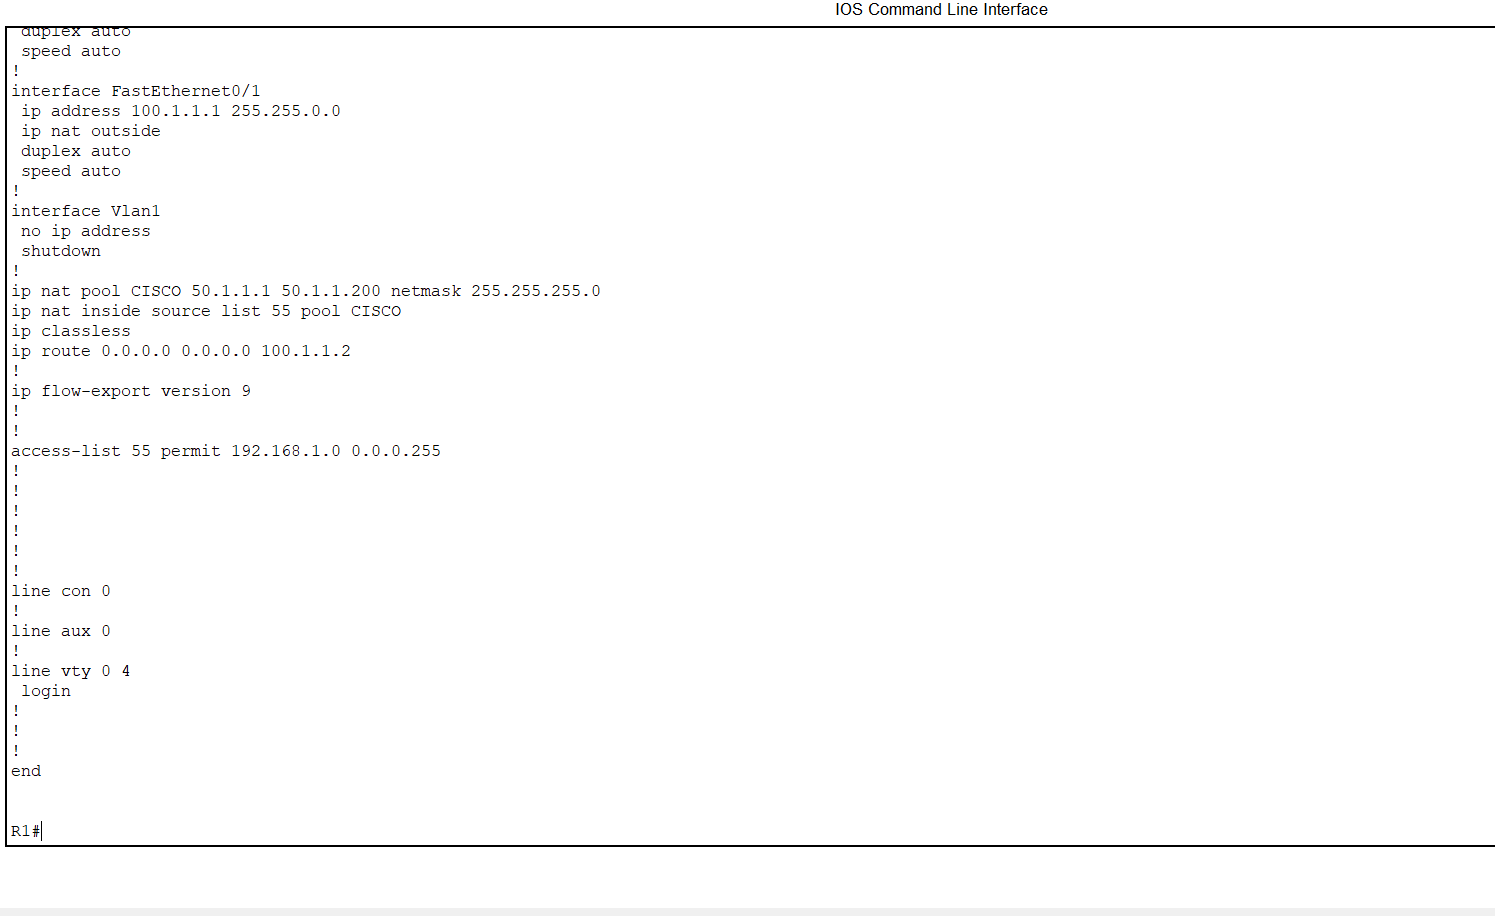 IOS Command Line Interface
duplex auto
speed auto
!
interface FastEthernet0/1
ip address 100.1.1.1 255.255.0.0
ip nat outside
duplex auto
speed auto
!
interface Vlan1
no ip address
shutdown
!
ip nat pool CISCO 50.1.1.1 50.1.1.200 netmask 255.255.255.0
ip nat inside source list 55 pool CISCO
ip classless
ip route 0.0.0.0 0.0.0.0 100.1.1.2
!
ip flow-export version 9
!
!
access-list 55 permit 192.168.1.0 0.0.0.255
!
!
!
!
!
!
line con 0
!
line aux 0
!
line vty 0 4
login
!
!
!
end
R1#